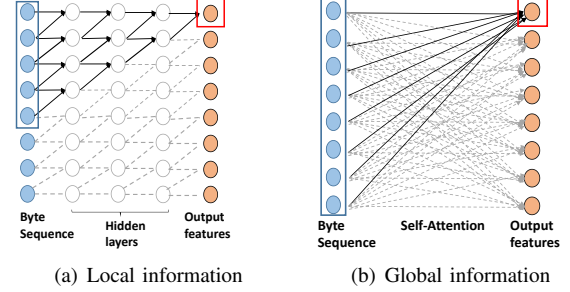 Byte
Sequence
Hidden
layers
Output
features
(a) Local information
Byte
Sequence
Self-Attention
Output
features
(b) Global information